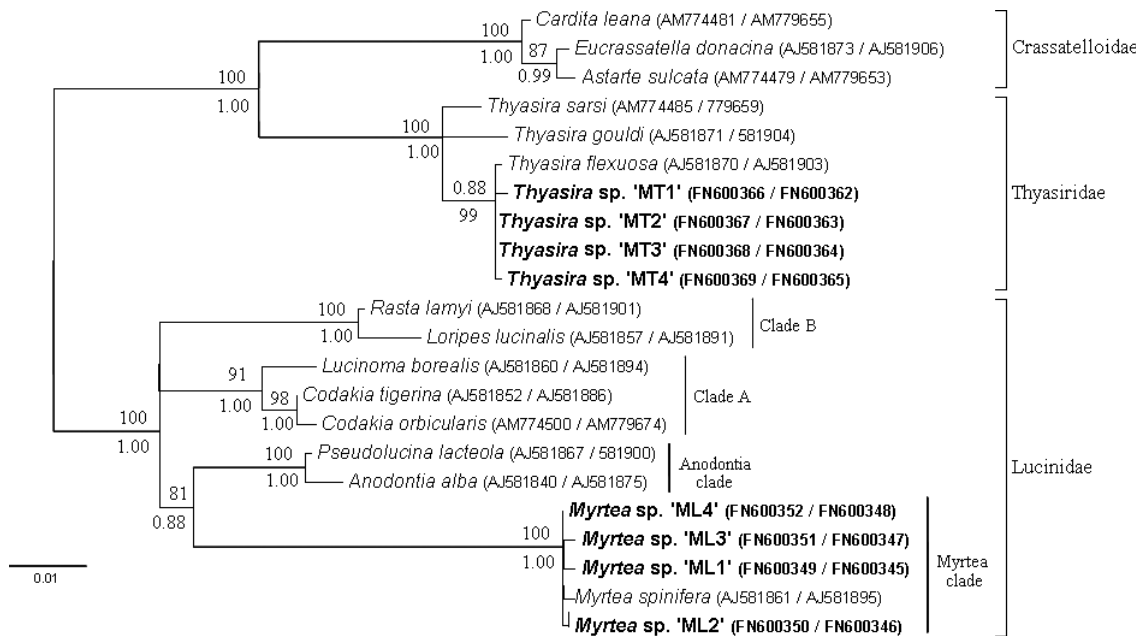 Cardita leana (AM774481 / AM779655)
100
1.00
87
0.99
Eucrassatella donacina (AJ581873 / AJ581906)
Astarte sulcata (AM774479 / AM779653)
Crassatelloidae
100
1.00
Thyasira sarsi (AM774485 / 779659)
100
1.00
Thyasira gouldi (AJ581871 / 581904)
Thyasira flexuosa (AJ581870 / AJ581903)
0.88
99
Thyasira sp. 'MT1' (FN600366 / FN600362)
Thyasira sp. 'MT2' (FN600367 / FN600363)
Thyasira sp. 'MT3' (FN600368 / FN600364)
Thyasira sp. 'MT4' (FN600369 / FN600365)
Thyasiridae
Rasta lamyi (AJ581868 / AJ581901)
100
1.00
Loripes lucinalis (AJ581857 / AJ581891)
Clade B
Lucinoma borealis (AJ581860 / AJ581894)
91
1.00
98
1.00
Codakia tigerina (AJ581852 / AJ581886)
Codakia orbicularis (AM774500 / AM779674)
Clade A
100
1.00
Pseudolucina lacteola (AJ581867 / 581900)
100
1.00
Anodontia alba (AJ581840 / AJ581875)
Anodontia
clade
Lucinidae
81
0.88
Myrtea sp. 'ML4' (FN600352 / FN600348)
100
1.00
Myrtea sp. 'ML3' (FN600351 / FN600347)
Myrtea sp. 'ML1' (FN600349 / FN600345)
Myrtea spinifera (AJ581861 / AJ581895)
Myrtea sp. 'ML2' (FN600350 / FN600346)
Myrtea
clade
0.01